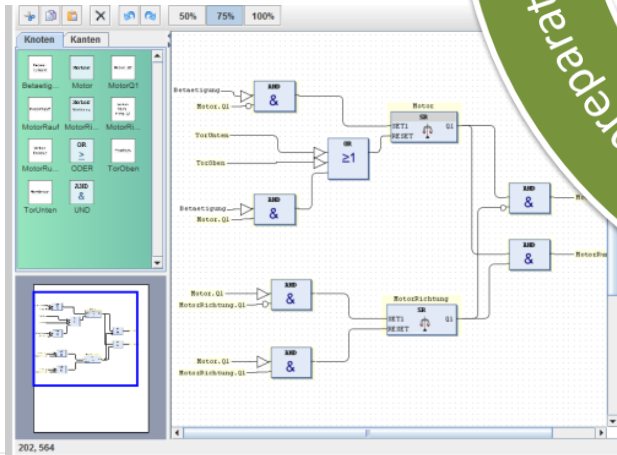 50% 75% 100%
Knoten Kanten
Betaetig... Motor MotorQ1
MotorRauf MotorRi... MotorRi...
MotorRu... ODER TorOben
TorUnten UND
OR
≥
AND
&
Betaetigung
Motor.Q1
AND
&
TorUnten
TorOben
OR
≥1
Motor
SR
SET1 Q1
RESET
Betaetigung
Motor.Q1
AND
&
AND
&
AND
&
Motor.Q1
MotorRichtung.Q1
AND
&
MotorRichtung
SR
SET1 Q1
RESET
Motor.Q1
MotorRichtung.Q1
AND
&
202, 564